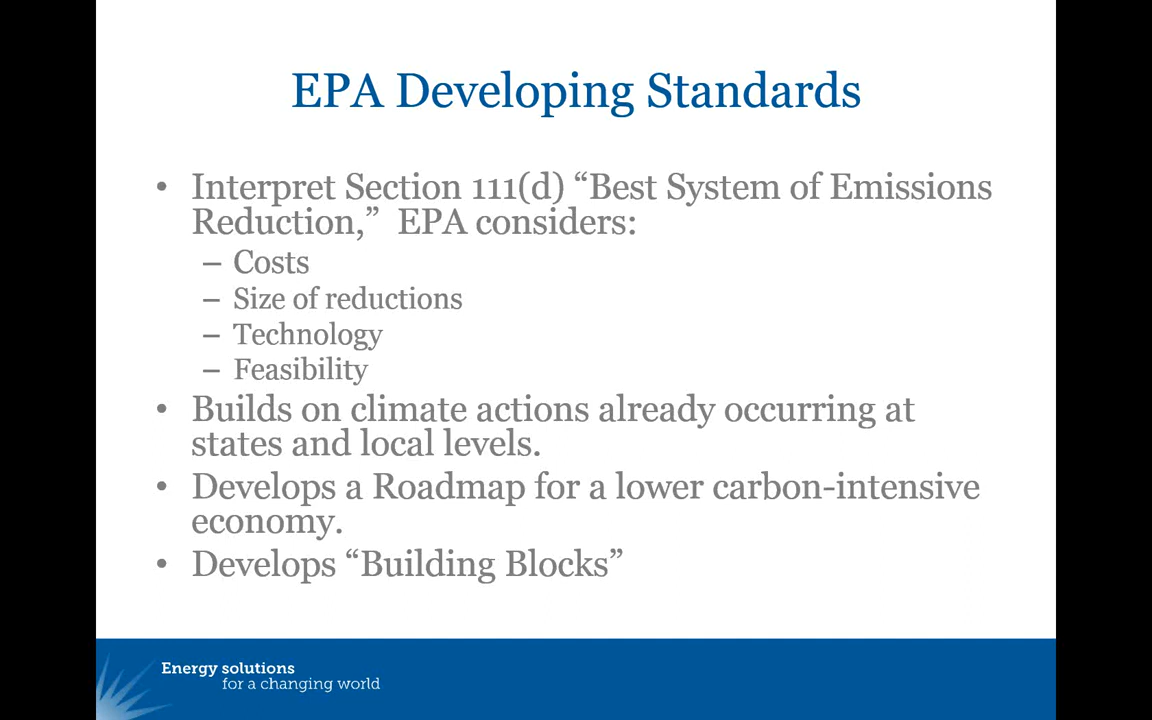 EPA Developing Standards
• Interpret Section 111(d) “Best System of Emissions
Reduction,” EPA considers:
– Costs
– Size of reductions
– Technology
– Feasibility
• Builds on climate actions already occurring at
states and local levels.
• Develops a Roadmap for a lower carbon-intensive
economy.
• Develops “Building Blocks”
Energy solutions
for a changing world